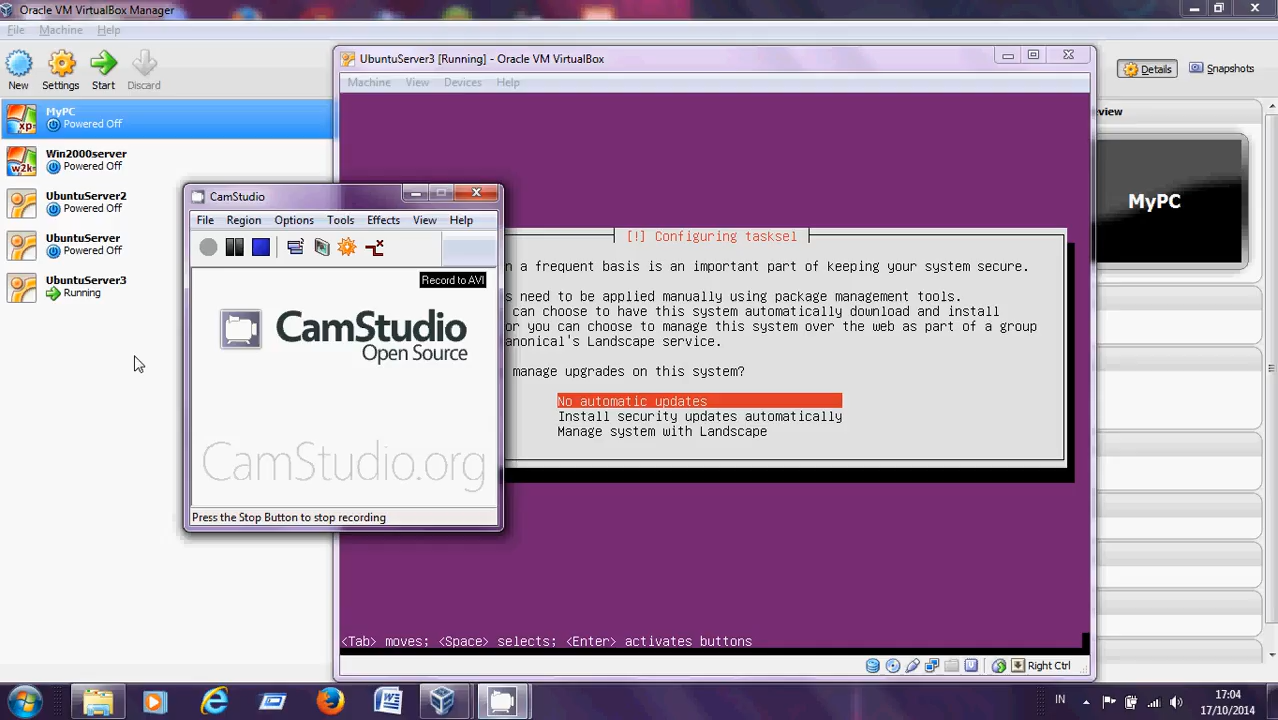 Oracle VM VirtualBox Manager
File Machine Help
New Settings Start Discard
Details Snapshots
MyPC
Powered Off
Win2000server
Powered Off
UbuntuServer2
Powered Off
UbuntuServer
Powered Off
UbuntuServer3
Running
xp
w2k
UbuntuServer3 [Running] - Oracle VM VirtualBox
Machine View Devices Help
[!] Configuring tasksel
n a frequent basis is an important part of keeping your system secure.
s need to be applied manually using package management tools.
can choose to have this system automatically download and install
or you can choose to manage this system over the web as part of a group
anonical's Landscape service.
manage upgrades on this system?
No automatic updates
Install security updates automatically
Manage system with Landscape
<Tab> moves; <Space> selects; <Enter> activates buttons
Right Ctrl
CamStudio
File Region Options Tools Effects View Help
Record to AVI
CamStudio
Open Source
CamStudio.org
Press the Stop Button to stop recording
view
MyPC
IN
17:04
17/10/2014